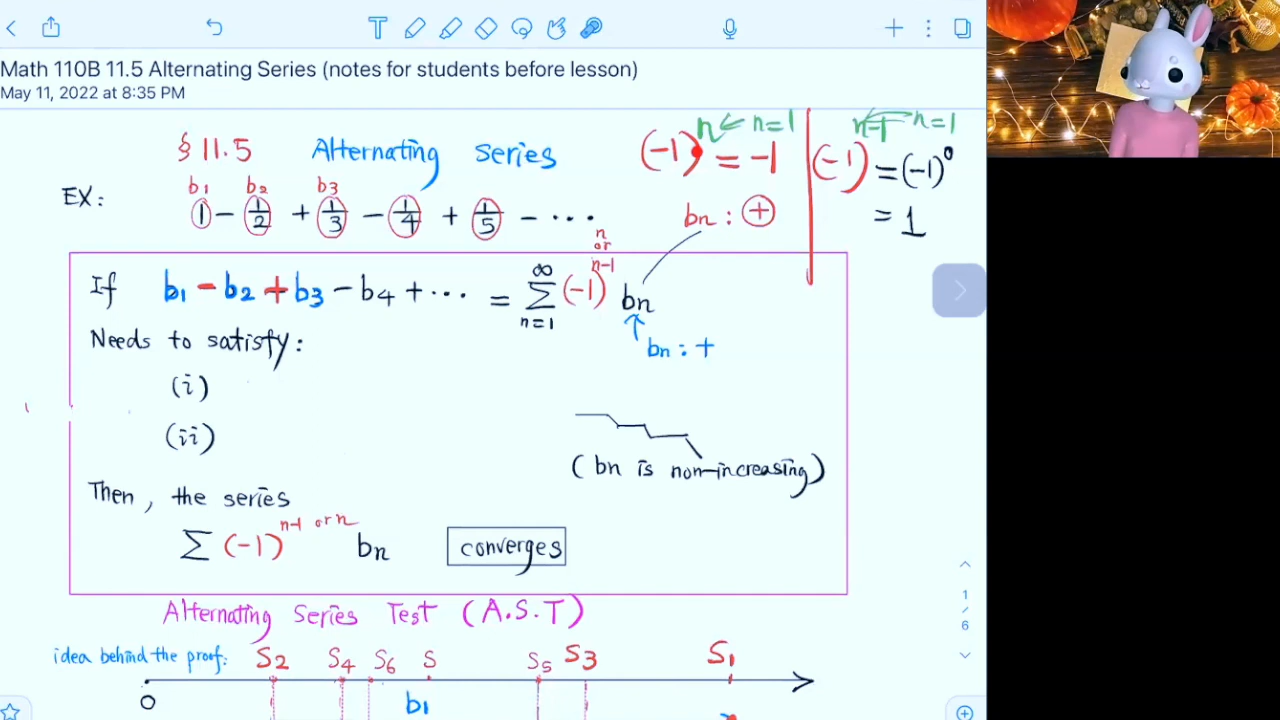 Math 110B 11.5 Alternating Series (notes for students before lesson)
May 11, 2022 at 8:35 PM
§ 11.5 Alternating Series
(-1)^n ← n=1 = -1
(-1)^{n-1} ← n=1 = (-1)^0
= 1
b1 b2 b3
EX: 1 - 1/2 + 1/3 - 1/4 + 1/5 - ⋯
bn : +
If b1 - b2 + b3 - b4 + ⋯ = ∑_{n=1}^{∞} (-1)^{n or n-1} bn
bn : +
Needs to satisfy:
(i)
(ii)
(bn is non-increasing)
Then, the series
∑ (-1)^{n-1 or n} bn converges
Alternating Series Test (A.S.T)
idea behind the proof: S2 S4 S6 S S5 S3 S1
0 b1
1
/
6